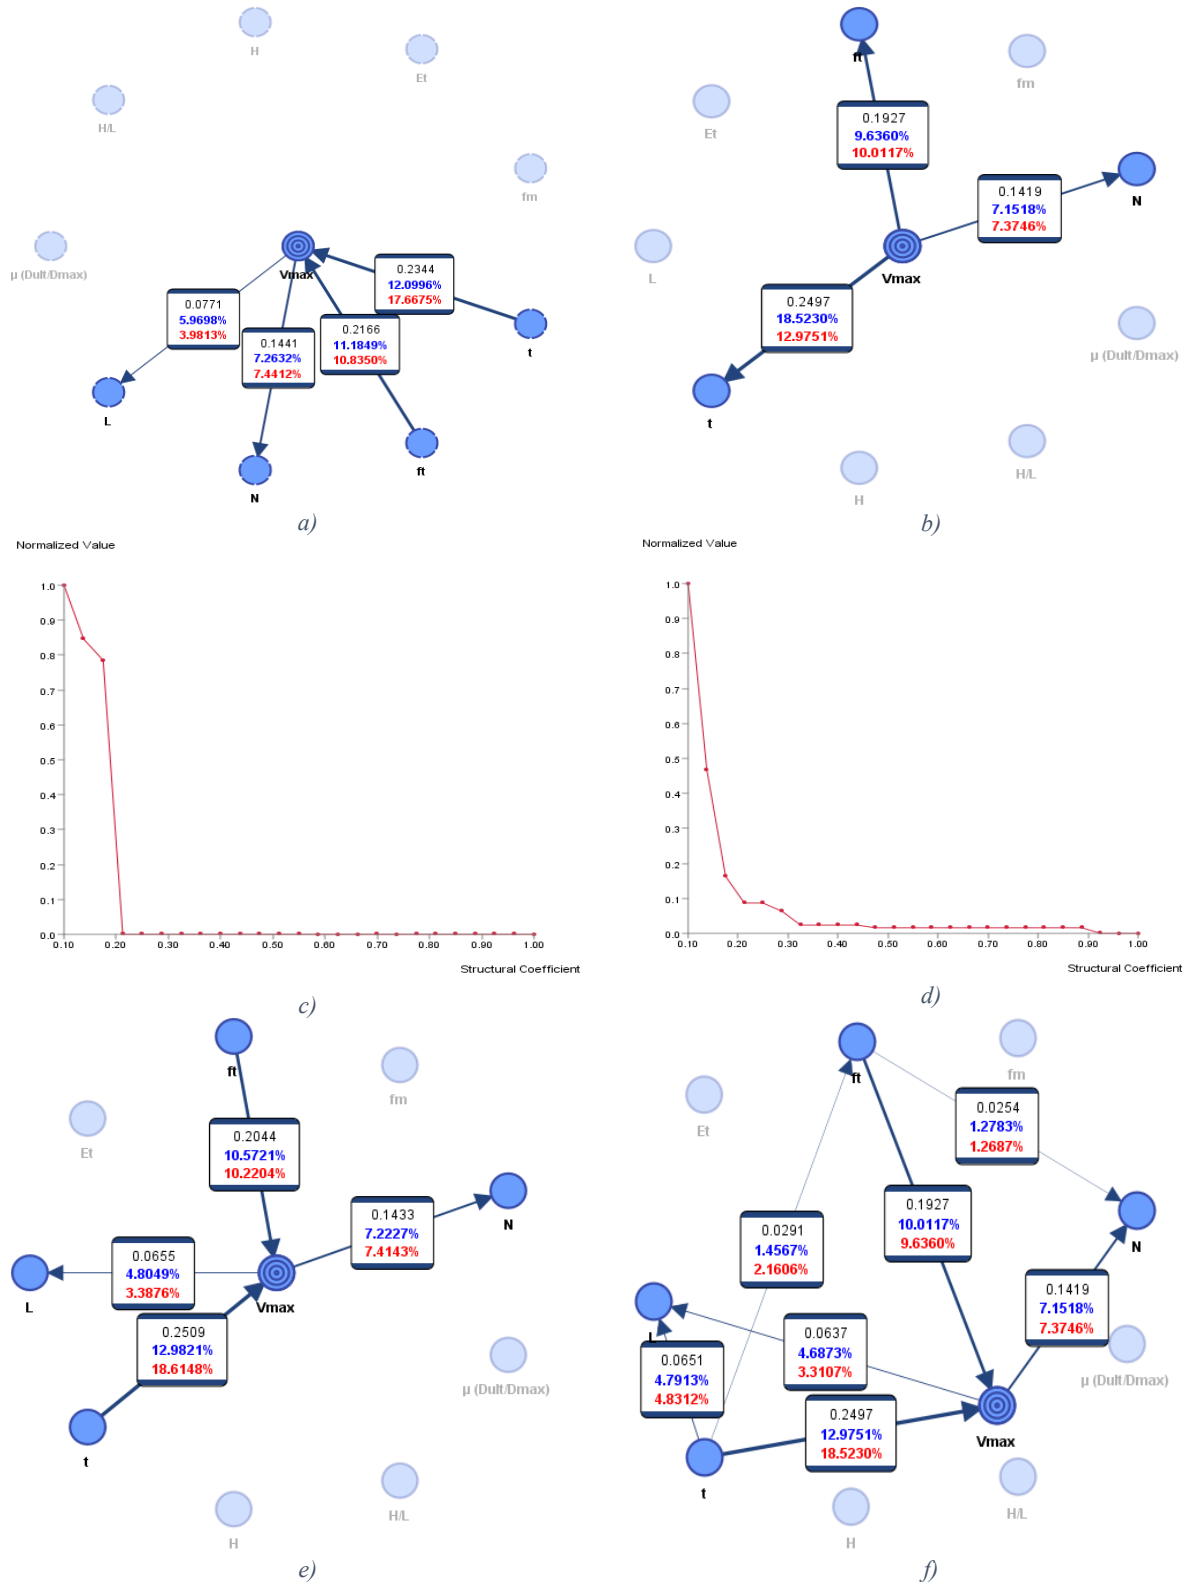 H
Et
H/L
fm
µ (Dult/Dmax)
Vmax
0.2344
12.0996%
17.6675%
0.0771
5.9698%
3.9813%
0.2166
11.1849%
10.8350%
0.1441
7.2632%
7.4412%
t
L
ft
N
a)
ft
fm
Et
0.1927
9.6360%
10.0117%
0.1419
7.1518%
7.3746%
N
L
Vmax
0.2497
18.5230%
12.9751%
µ (Dult/Dmax)
t
H/L
H
b)
Normalized Value
1.0
0.9
0.8
0.7
0.6
0.5
0.4
0.3
0.2
0.1
0.0
0.10 0.20 0.30 0.40 0.50 0.60 0.70 0.80 0.90 1.00
Structural Coefficient
c)
Normalized Value
1.0
0.9
0.8
0.7
0.6
0.5
0.4
0.3
0.2
0.1
0.0
0.10 0.20 0.30 0.40 0.50 0.60 0.70 0.80 0.90 1.00
Structural Coefficient
d)
ft
fm
Et
0.2044
10.5721%
10.2204%
0.1433
7.2227%
7.4143%
N
0.0655
4.8049%
3.3876%
L
Vmax
0.2509
12.9821%
18.6148%
µ (Dult/Dmax)
t
H/L
H
e)
ft
fm
Et
0.0254
1.2783%
1.2687%
0.1927
10.0117%
9.6360%
0.0291
1.4567%
2.1606%
N
0.1419
7.1518%
7.3746%
L
0.0637
4.6873%
3.3107%
0.0651
4.7913%
4.8312%
µ (Dult/Dmax)
0.2497
12.9751%
18.5230%
Vmax
t
H/L
H
f)